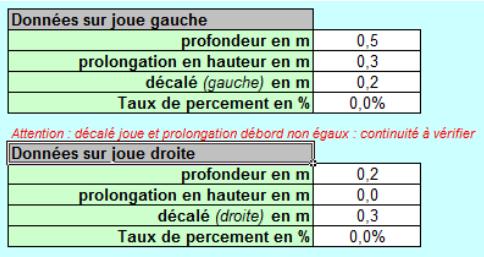 Données sur joue gauche
profondeur en m 0,5
prolongation en hauteur en m 0,3
décalé (gauche) en m 0,2
Taux de percement en % 0,0%
Attention : décalé joue et prolongation débord non égaux : continuité à vérifier
Données sur joue droite
profondeur en m 0,2
prolongation en hauteur en m 0,0
décalé (droite) en m 0,3
Taux de percement en % 0,0%